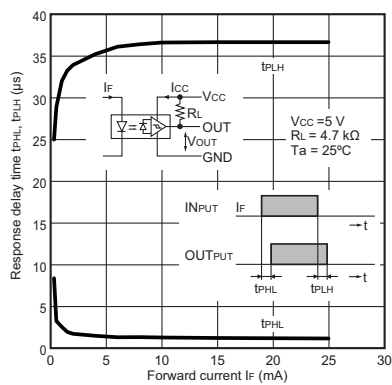 Response delay time tPHL, tPLH (μs)
40
35
30
25
20
15
10
5
0
tPLH
IF
ICC
VCC
RL
OUT
VOUT
GND
VCC =5 V
RL = 4.7 kΩ
Ta = 25°C
INPUT IF
t
OUTPUT
t
tPHL
tPLH
tPHL
0 5 10 15 20 25 30
Forward current IF (mA)